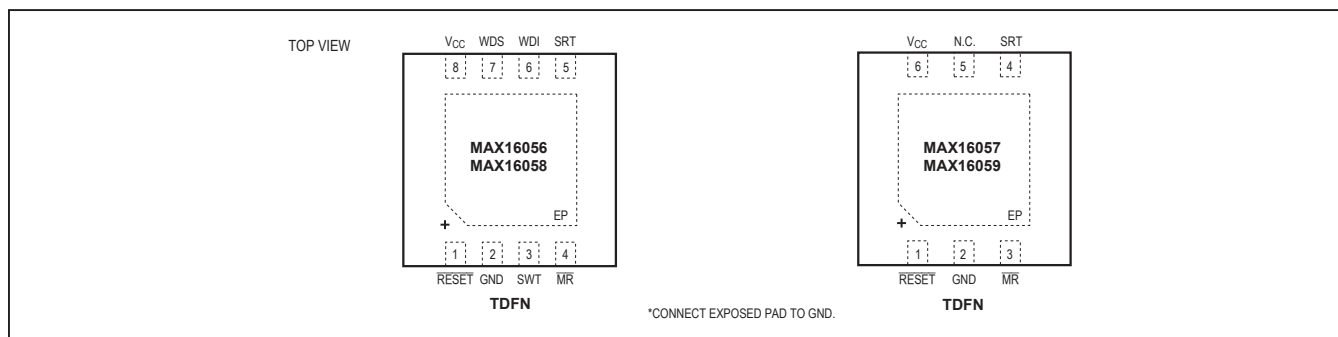 TOP VIEW
VCC WDS WDI SRT
8 7 6 5
MAX16056
MAX16058
EP
+
1 2 3 4
RESET GND SWT MR
TDFN
VCC N.C. SRT
6 5 4
MAX16057
MAX16059
EP
+
1 2 3
RESET GND MR
TDFN
*CONNECT EXPOSED PAD TO GND.